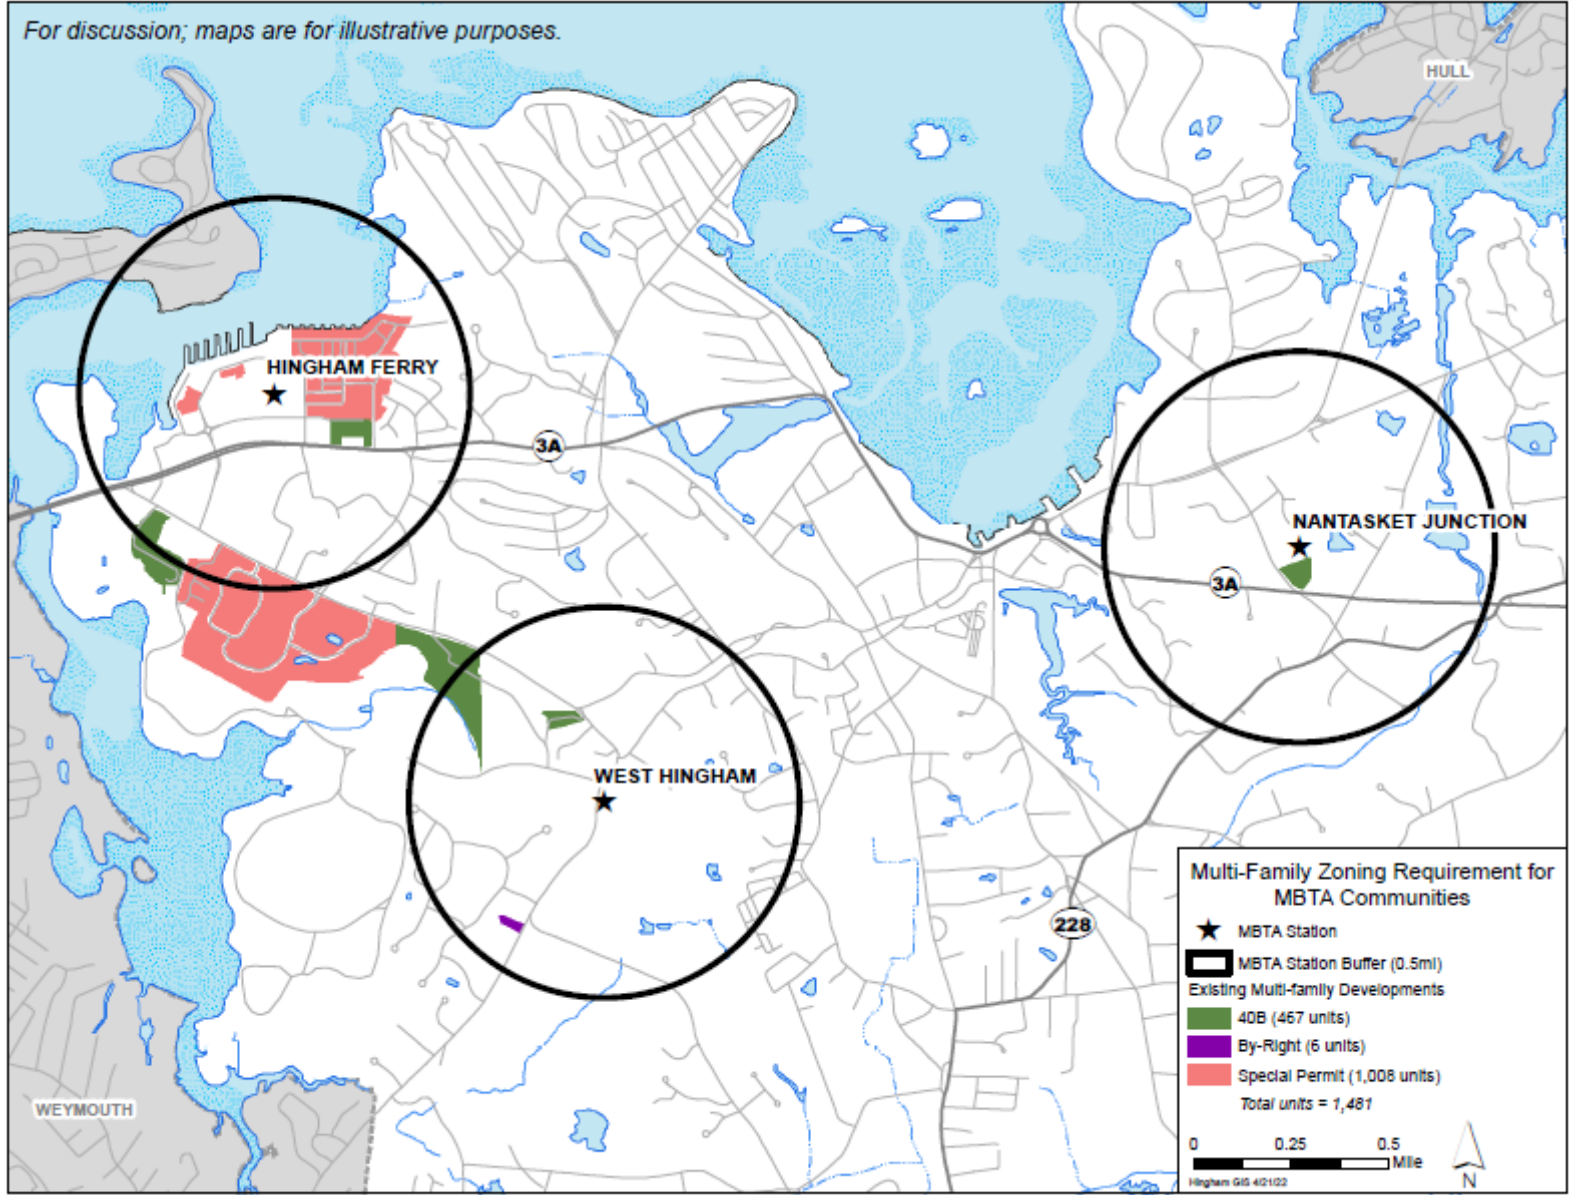 For discussion; maps are for illustrative purposes.
HULL
HINGHAM FERRY
3A
NANTASKET JUNCTION
3A
WEST HINGHAM
228
WEYMOUTH
Multi-Family Zoning Requirement for
MBTA Communities
MBTA Station
MBTA Station Buffer (0.5mi)
Existing Multi-family Developments
40B (467 units)
By-Right (6 units)
Special Permit (1,008 units)
Total units = 1,481
0 0.25 0.5
Mile
Hingham GIS 4/21/22
N